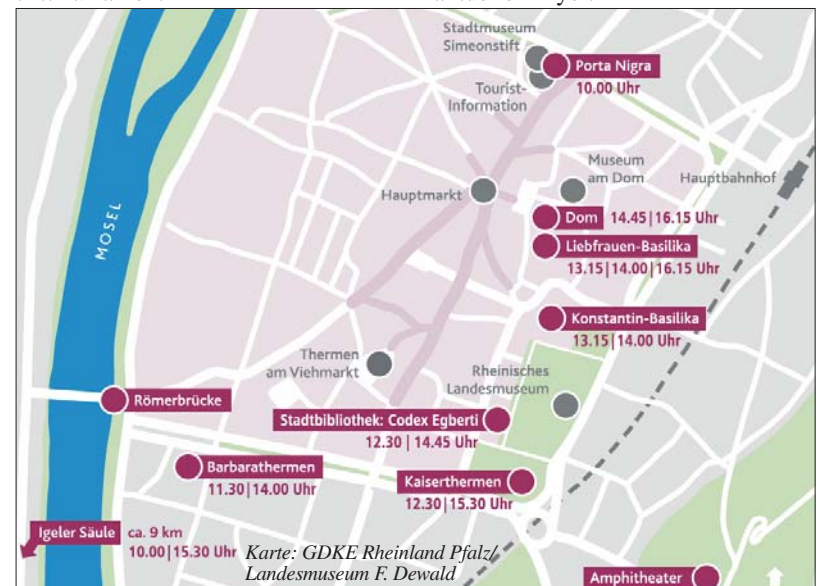 Stadtmuseum
Simeonstift
Porta Nigra
10.00 Uhr
Tourist-
Information
Museum
am Dom
Hauptbahnhof
Hauptmarkt
Dom 14.45|16.15 Uhr
MOSEL
Liebfrauen-Basilika
13.15|14.00|16.15 Uhr
Konstantin-Basilika
13.15|14.00 Uhr
Thermen
am Viehmarkt
Rheinisches
Landesmuseum
Römerbrücke
Stadtbibliothek: Codex Egberti
12.30 | 14.45 Uhr
Barbarathermen
11.30|14.00 Uhr
Kaiserthermen
12.30|15.30 Uhr
Igeler Säule ca. 9 km
10.00|15.30 Uhr
Karte: GDKE Rheinland Pfalz/
Landesmuseum F. Dewald
Amphitheater